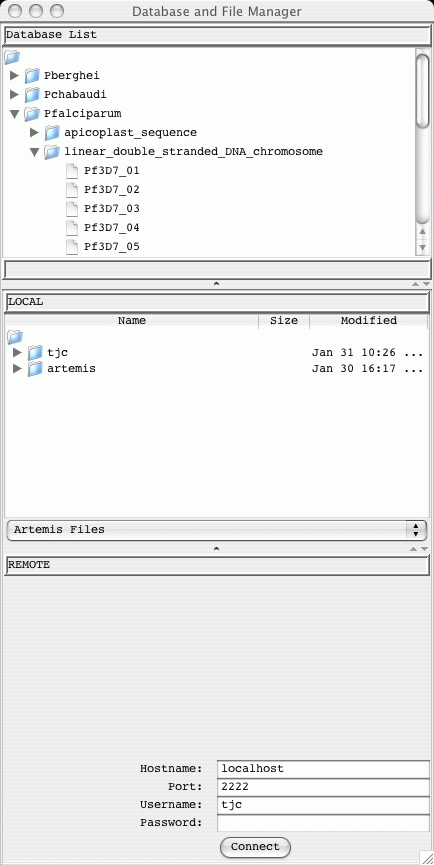 Database and File Manager
Database List
Pberghei
Pchabaudi
Pfalciparum
apicoplast_sequence
linear_double_stranded_DNA_chromosome
Pf3D7_01
Pf3D7_02
Pf3D7_03
Pf3D7_04
Pf3D7_05
LOCAL
Name Size Modified
tjc Jan 31 10:26 ...
artemis Jan 30 16:17 ...
Artemis Files
REMOTE
Hostname: localhost
Port: 2222
Username: tjc
Password:
Connect